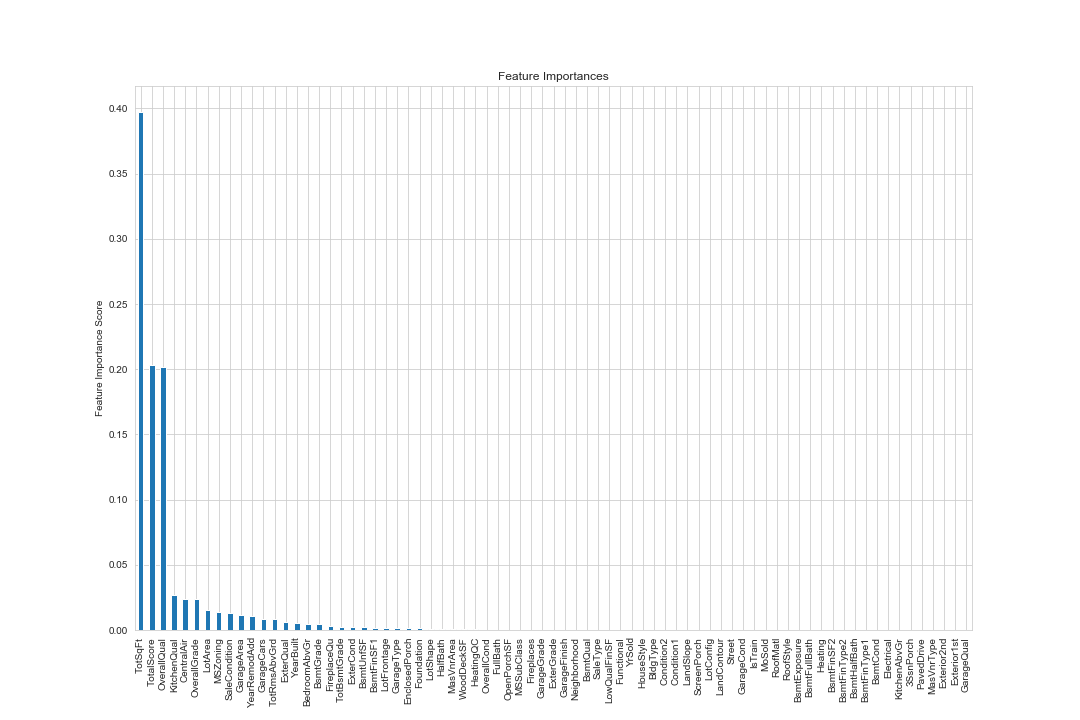 Feature Importances
Feature Importance Score
0.40
0.35
0.30
0.25
0.20
0.15
0.10
0.05
0.00
TotSqFt
TotalScore
OverallQual
KitchenQual
CentralAir
OverallGrade
LotArea
MSZoning
SaleCondition
GarageArea
YearRemodAdd
GarageCars
TotRmsAbvGrd
ExterQual
YearBuilt
BedroomAbvGr
BsmtGrade
FireplaceQu
TotBsmtGrade
ExterCond
BsmtUnfSF
BsmtFinSF1
LotFrontage
GarageType
EnclosedPorch
Foundation
LotShape
HalfBath
MasVnrArea
WoodDeckSF
HeatingQC
OverallCond
FullBath
OpenPorchSF
MSSubClass
Fireplaces
GarageGrade
ExterGrade
GarageFinish
Neighborhood
BsmtQual
SaleType
LowQualFinSF
Functional
YrSold
HouseStyle
BldgType
Condition2
Condition1
LandSlope
ScreenPorch
LotConfig
LandContour
Street
GarageCond
IsTrain
MoSold
RoofMatl
RoofStyle
BsmtExposure
BsmtFullBath
Heating
BsmtFinSF2
BsmtFinType2
BsmtHalfBath
BsmtFinType1
BsmtCond
Electrical
KitchenAbvGr
3SsnPorch
PavedDrive
MasVnrType
Exterior2nd
Exterior1st
GarageQual